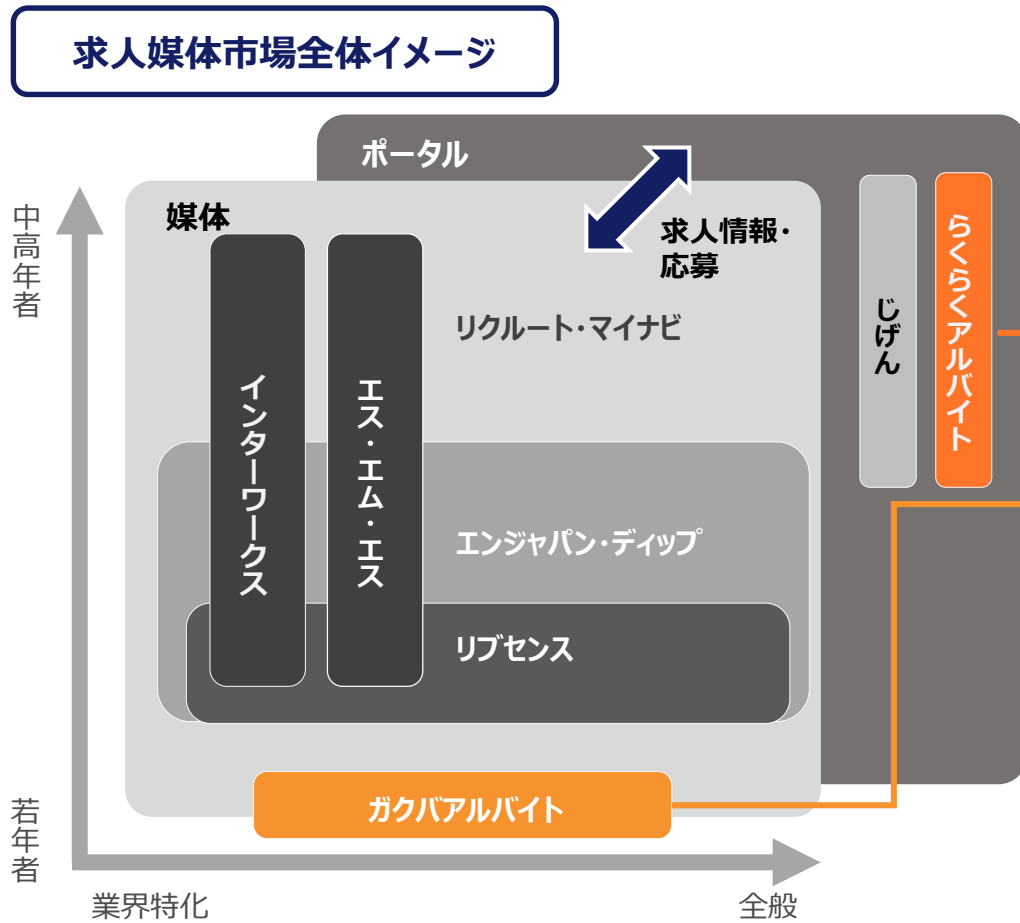 求人媒体市場全体イメージ
ポータル
媒体
求人情報・
応募
中高年者
リクルート・マイナビ
インターワークス
エス・エム・エス
じげん
らくらくアルバイト
エンジャパン・ディップ
リブセンス
ガクバアルバイト
若年者
業界特化
全般